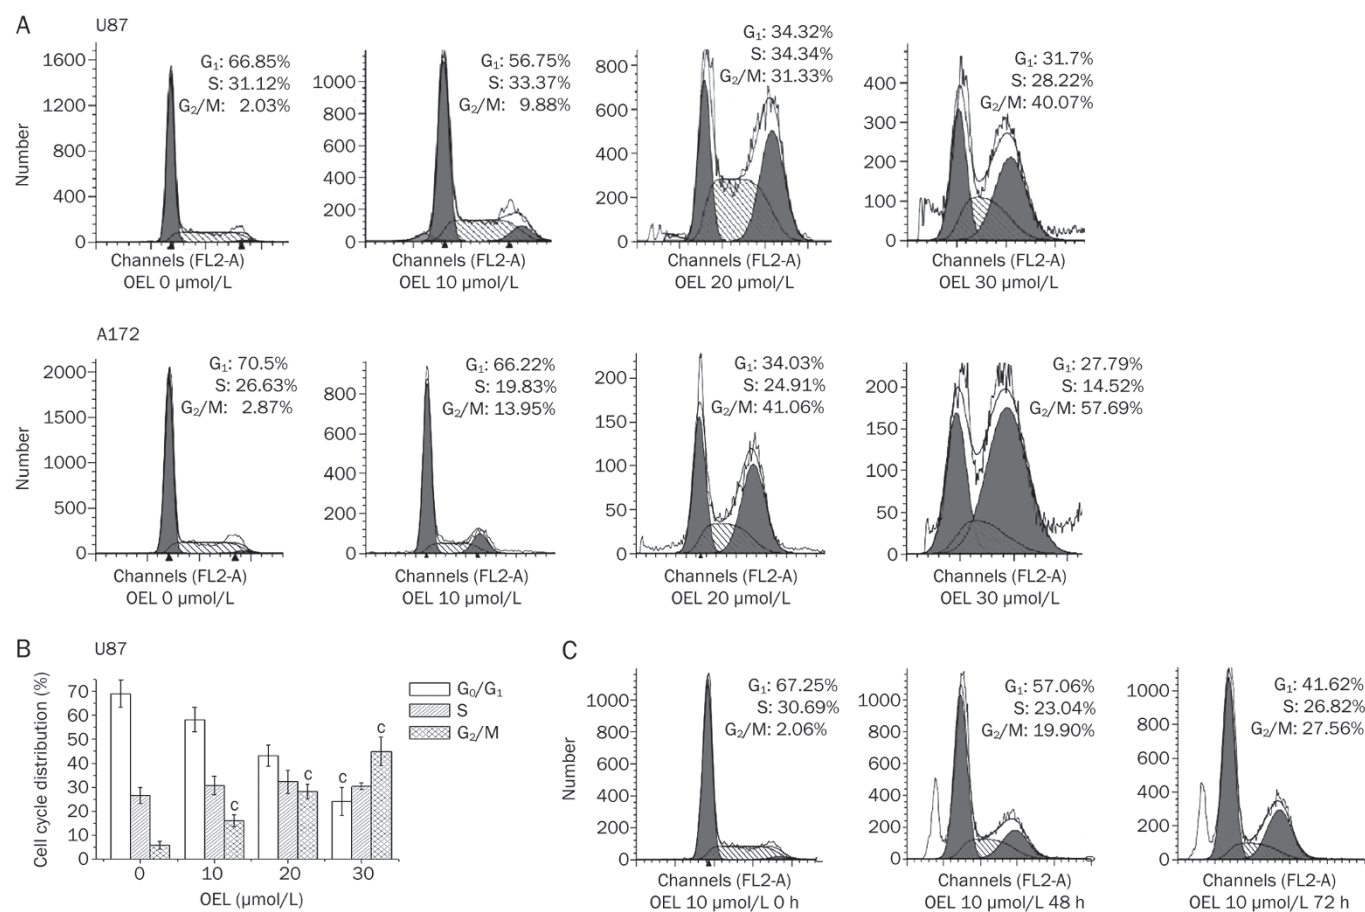 A
U87
Number
1600
1200
800
400
0
G₁: 66.85%
S: 31.12%
G₂/M: 2.03%
Channels (FL2-A)
OEL 0 μmol/L
1000
800
600
400
200
0
G₁: 56.75%
S: 33.37%
G₂/M: 9.88%
Channels (FL2-A)
OEL 10 μmol/L
800
600
400
200
0
G₁: 34.32%
S: 34.34%
G₂/M: 31.33%
Channels (FL2-A)
OEL 20 μmol/L
400
300
200
100
0
G₁: 31.7%
S: 28.22%
G₂/M: 40.07%
Channels (FL2-A)
OEL 30 μmol/L
A172
Number
2000
1500
1000
500
0
G₁: 70.5%
S: 26.63%
G₂/M: 2.87%
Channels (FL2-A)
OEL 0 μmol/L
800
600
400
200
0
G₁: 66.22%
S: 19.83%
G₂/M: 13.95%
Channels (FL2-A)
OEL 10 μmol/L
200
150
100
50
0
G₁: 34.03%
S: 24.91%
G₂/M: 41.06%
Channels (FL2-A)
OEL 20 μmol/L
200
150
100
50
0
G₁: 27.79%
S: 14.52%
G₂/M: 57.69%
Channels (FL2-A)
OEL 30 μmol/L
B
U87
Cell cycle distribution (%)
70
60
50
40
30
20
10
0
c
c
c
c
0
10
20
30
OEL (μmol/L)
G₀/G₁
S
G₂/M
C
Number
1000
800
600
400
200
0
G₁: 67.25%
S: 30.69%
G₂/M: 2.06%
Channels (FL2-A)
OEL 10 μmol/L 0 h
1000
800
600
400
200
0
G₁: 57.06%
S: 23.04%
G₂/M: 19.90%
Channels (FL2-A)
OEL 10 μmol/L 48 h
1000
800
600
400
200
0
G₁: 41.62%
S: 26.82%
G₂/M: 27.56%
Channels (FL2-A)
OEL 10 μmol/L 72 h